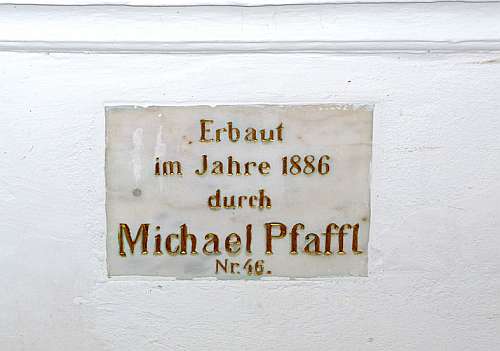 Erbaut
im Jahre 1886
durch
Michael Pfaffl
Nr. 46.